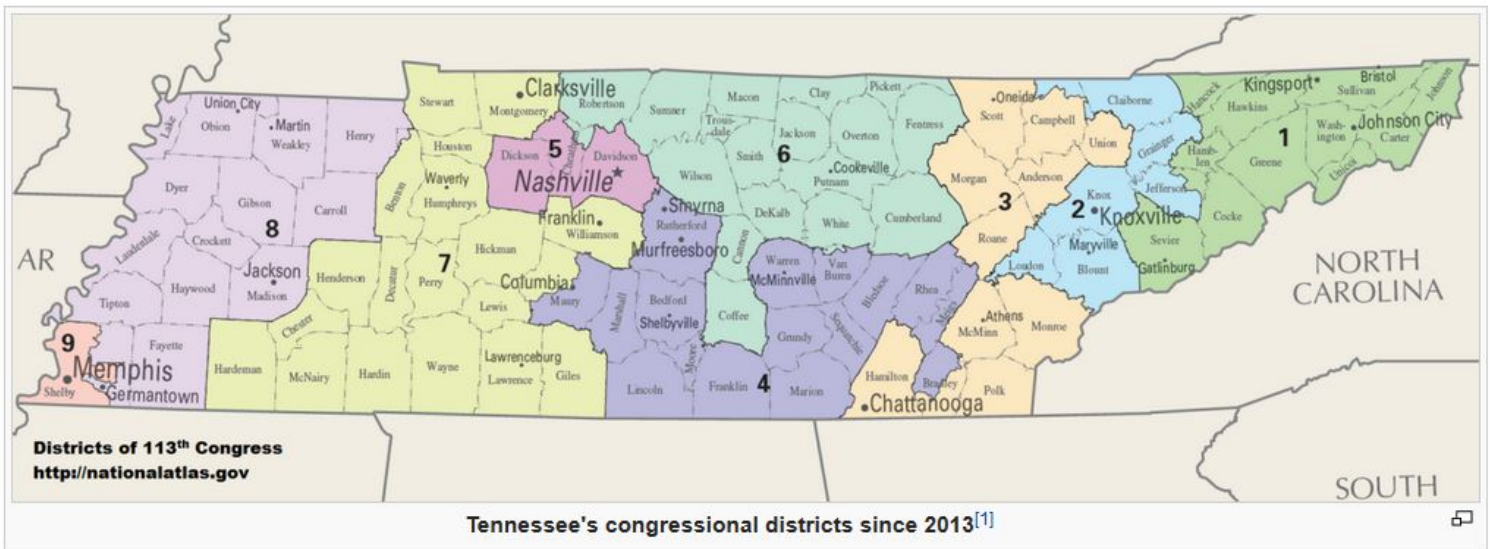 Clarksville
Kingsport
Bristol
Stewart
Montgomery
Robertson
Sumner
Macon
Clay
Pickett
Oneida
Scott
Campbell
Claiborne
Hancock
Hawkins
Sullivan
Johnson
Union City
Lake
Obion
Martin
Weakley
Henry
Houston
Dickson
5
Cheatham
Davidson
Nashville
Trous-
dale
Smith
Jackson
Overton
Fentress
6
Cookeville
Putnam
Wilson
Union
Grainger
Ham-
blen
Greene
1
Wash-
ington
Johnson City
Carter
Unicoi
Dyer
Gibson
Carroll
Benton
Waverly
Humphreys
Franklin
Williamson
Smyrna
Rutherford
Murfreesboro
DeKalb
White
Cumberland
Morgan
Anderson
3
Roane
Knox
2
Knoxville
Jefferson
Cocke
Sevier
Gatlinburg
Maryville
Blount
Loudon
AR
Lauderdale
Crockett
8
Haywood
Jackson
Madison
Henderson
Decatur
7
Perry
Hickman
Columbia
Maury
Lewis
Marshall
Bedford
Shelbyville
Cannon
Coffee
Warren
McMinnville
Van
Buren
Bledsoe
Rhea
Meigs
Athens
McMinn
Monroe
NORTH
CAROLINA
Tipton
Fayette
9
Memphis
Shelby
Germantown
Hardeman
Chester
McNairy
Hardin
Wayne
Lawrenceburg
Lawrence
Giles
Lincoln
Moore
Franklin
4
Grundy
Sequatchie
Marion
Hamilton
Bradley
Polk
Chattanooga
Districts of 113th Congress
http://nationalatlas.gov
SOUTH
Tennessee's congressional districts since 2013[1]